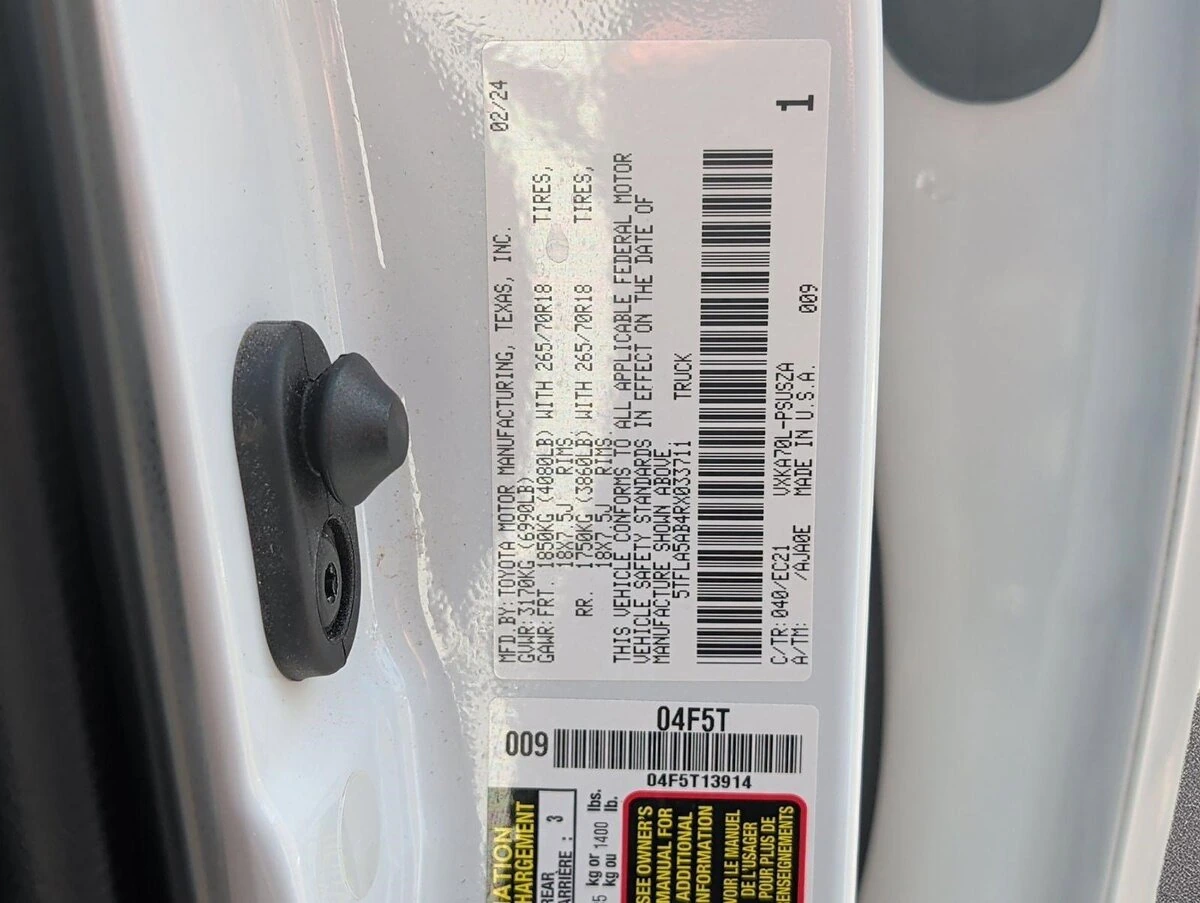 MFD BY: TOYOTA MOTOR MANUFACTURING, TEXAS, INC. 02/24
GVWR: 3170KG (6990LB)
GAWR: FRT. 1850KG (4080LB) WITH 265/70R18 TIRES,
18X7.5J RIMS.
RR. 1750KG (3860LB) WITH 265/70R18 TIRES,
18X7.5J RIMS.
THIS VEHICLE CONFORMS TO ALL APPLICABLE FEDERAL MOTOR
VEHICLE SAFETY STANDARDS IN EFFECT ON THE DATE OF
MANUFACTURE SHOWN ABOVE.
5TFLA5AB4RX033711 TRUCK
C/TR: 040/EC21 VXKA70L-PSUSZA 009
A/TM: /AJA0E MADE IN U.S.A. 1
04F5T
009
04F5T13914
HARGEMENT
REAR
ARRIÈRE : 3
kg or 1400 lbs.
kg ou lb.
SEE OWNER'S
MANUAL FOR
ADDITIONAL
INFORMATION
VOIR LE MANUEL
DE L'USAGER
POUR PLUS DE
RENSEIGNEMENTS